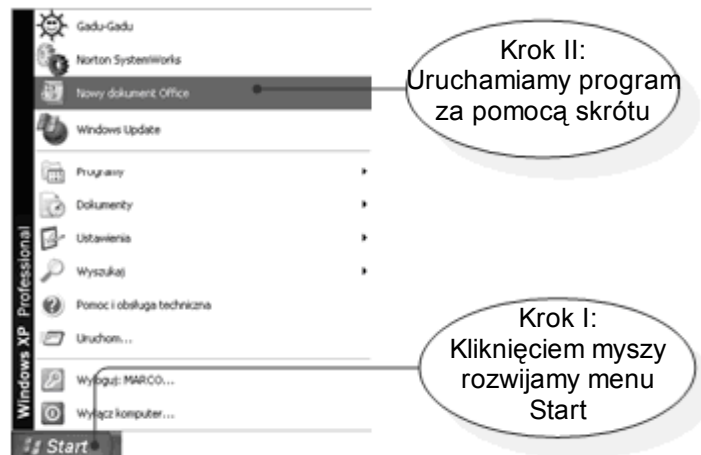 Gadu-Gadu
Norton SystemWorks
Nowy dokument Office
Windows Update
Programy
Dokumenty
Ustawienia
Wyszukaj
Pomoc i obsługa techniczna
Uruchom...
Wyloguj: MARCO...
Wyłącz komputer...
Windows XP Professional
Start
Krok II:
Uruchamiamy program
za pomocą skrótu
Krok I:
Kliknięciem myszy
rozwijamy menu
Start